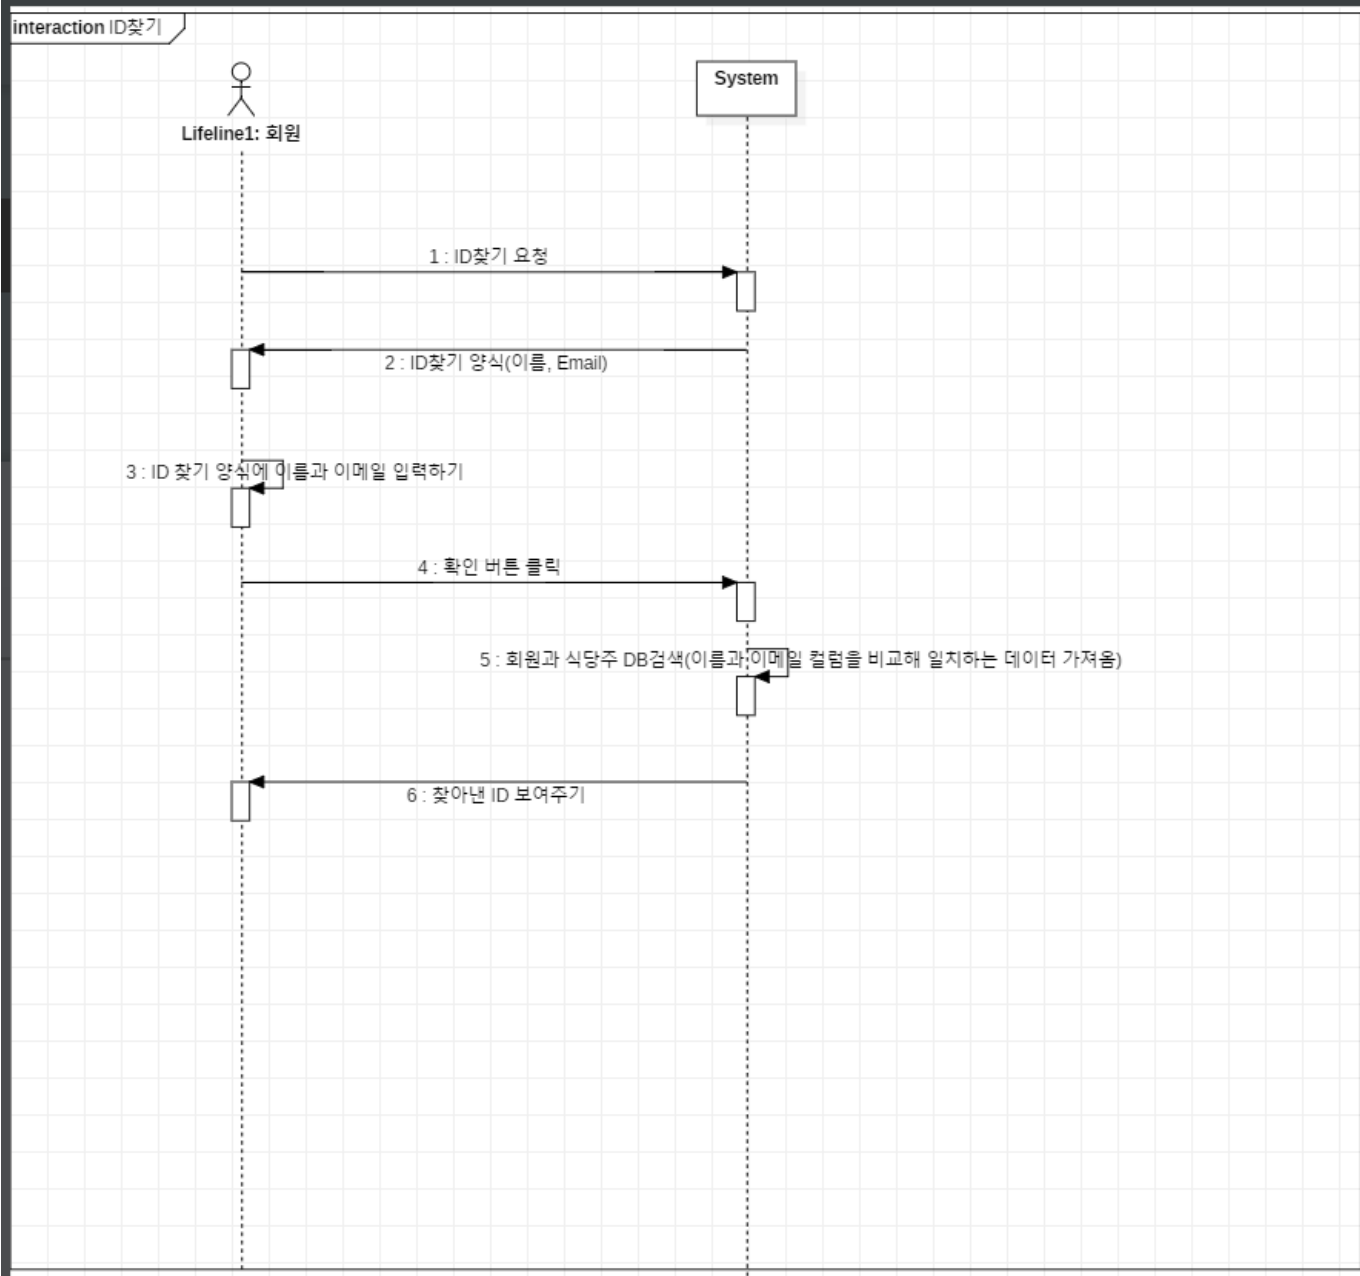 interaction ID찾기
System
Lifeline1: 회원
1 : ID찾기 요청
2 : ID찾기 양식(이름, Email)
3 : ID 찾기 양식에 이름과 이메일 입력하기
4 : 확인 버튼 클릭
5 : 회원과 식당주 DB검색(이름과 이메일 컬럼을 비교해 일치하는 데이터 가져옴)
6 : 찾아낸 ID 보여주기